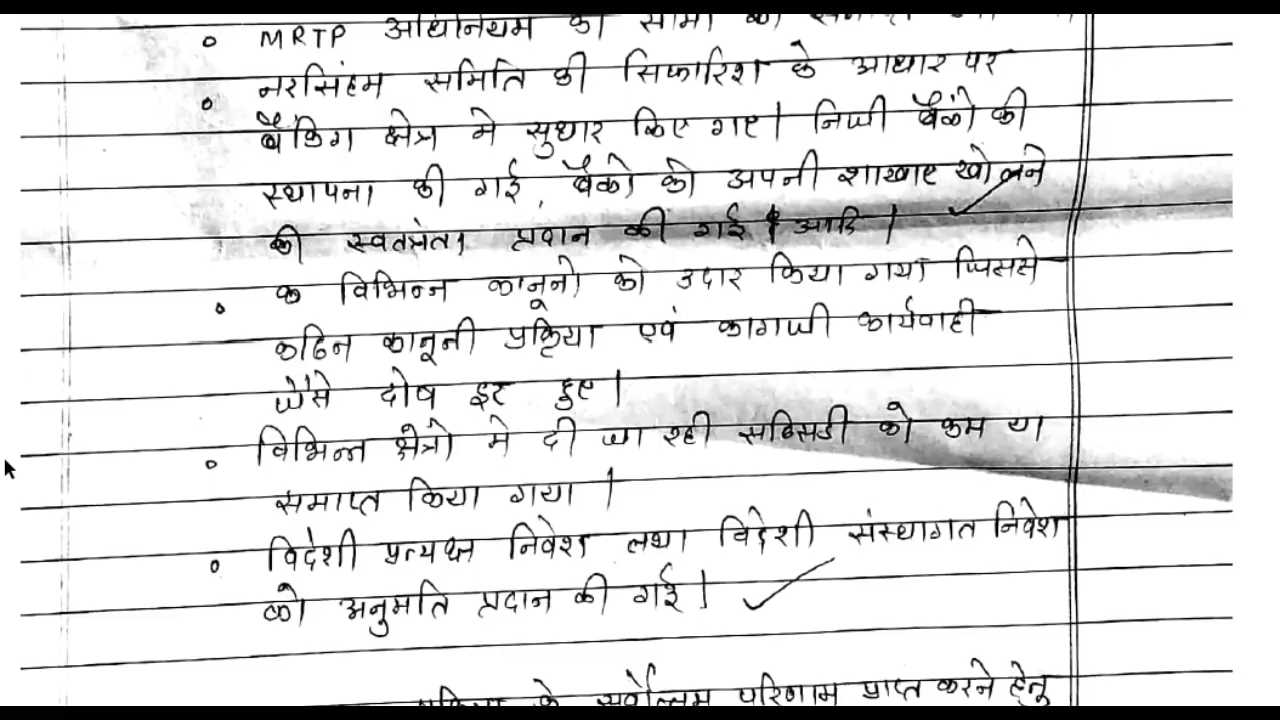 MRTP अधिनियम की सीमा को समाप्त
नरसिंहम समिति की सिफारिश के आधार पर
बैंकिग क्षेत्र मे सुधार किए गए। निजी बैंको की
स्थापना की गई, बैंको को अपनी शाखाए खोलने
की स्वतंत्रता प्रदान की गई आदि।
विभिन्न कानूनो को उदार किया गया जिससे
कठिन कानूनी प्रक्रिया एवं कागजी कार्यवाही
जैसे दोष दूर हुए।
विभिन्न क्षेत्रो मे दी जा रही सब्सिडी को कम या
समाप्त किया गया।
विदेशी प्रत्यक्ष निवेश तथा विदेशी संस्थागत निवेश
को अनुमति प्रदान की गई।
प्रक्रिया के सर्वोत्तम परिणाम प्राप्त करने हेतु